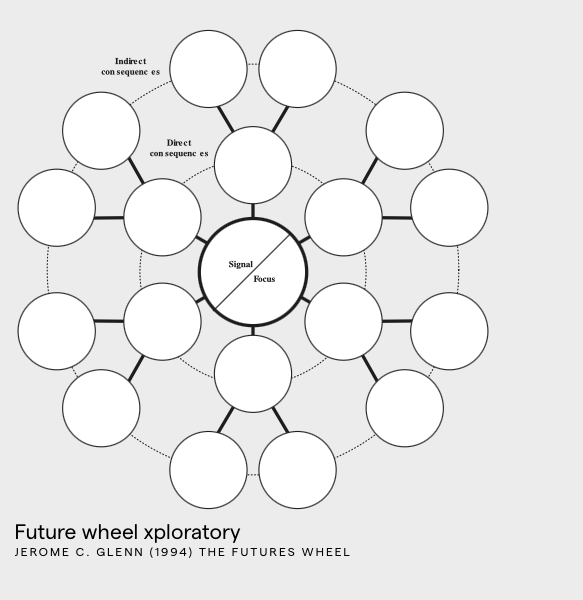 Indirect
con sequenc es
Direct
con sequenc es
Signal
Focus
Future wheel xploratory
JEROME C. GLENN (1994) THE FUTURES WHEEL